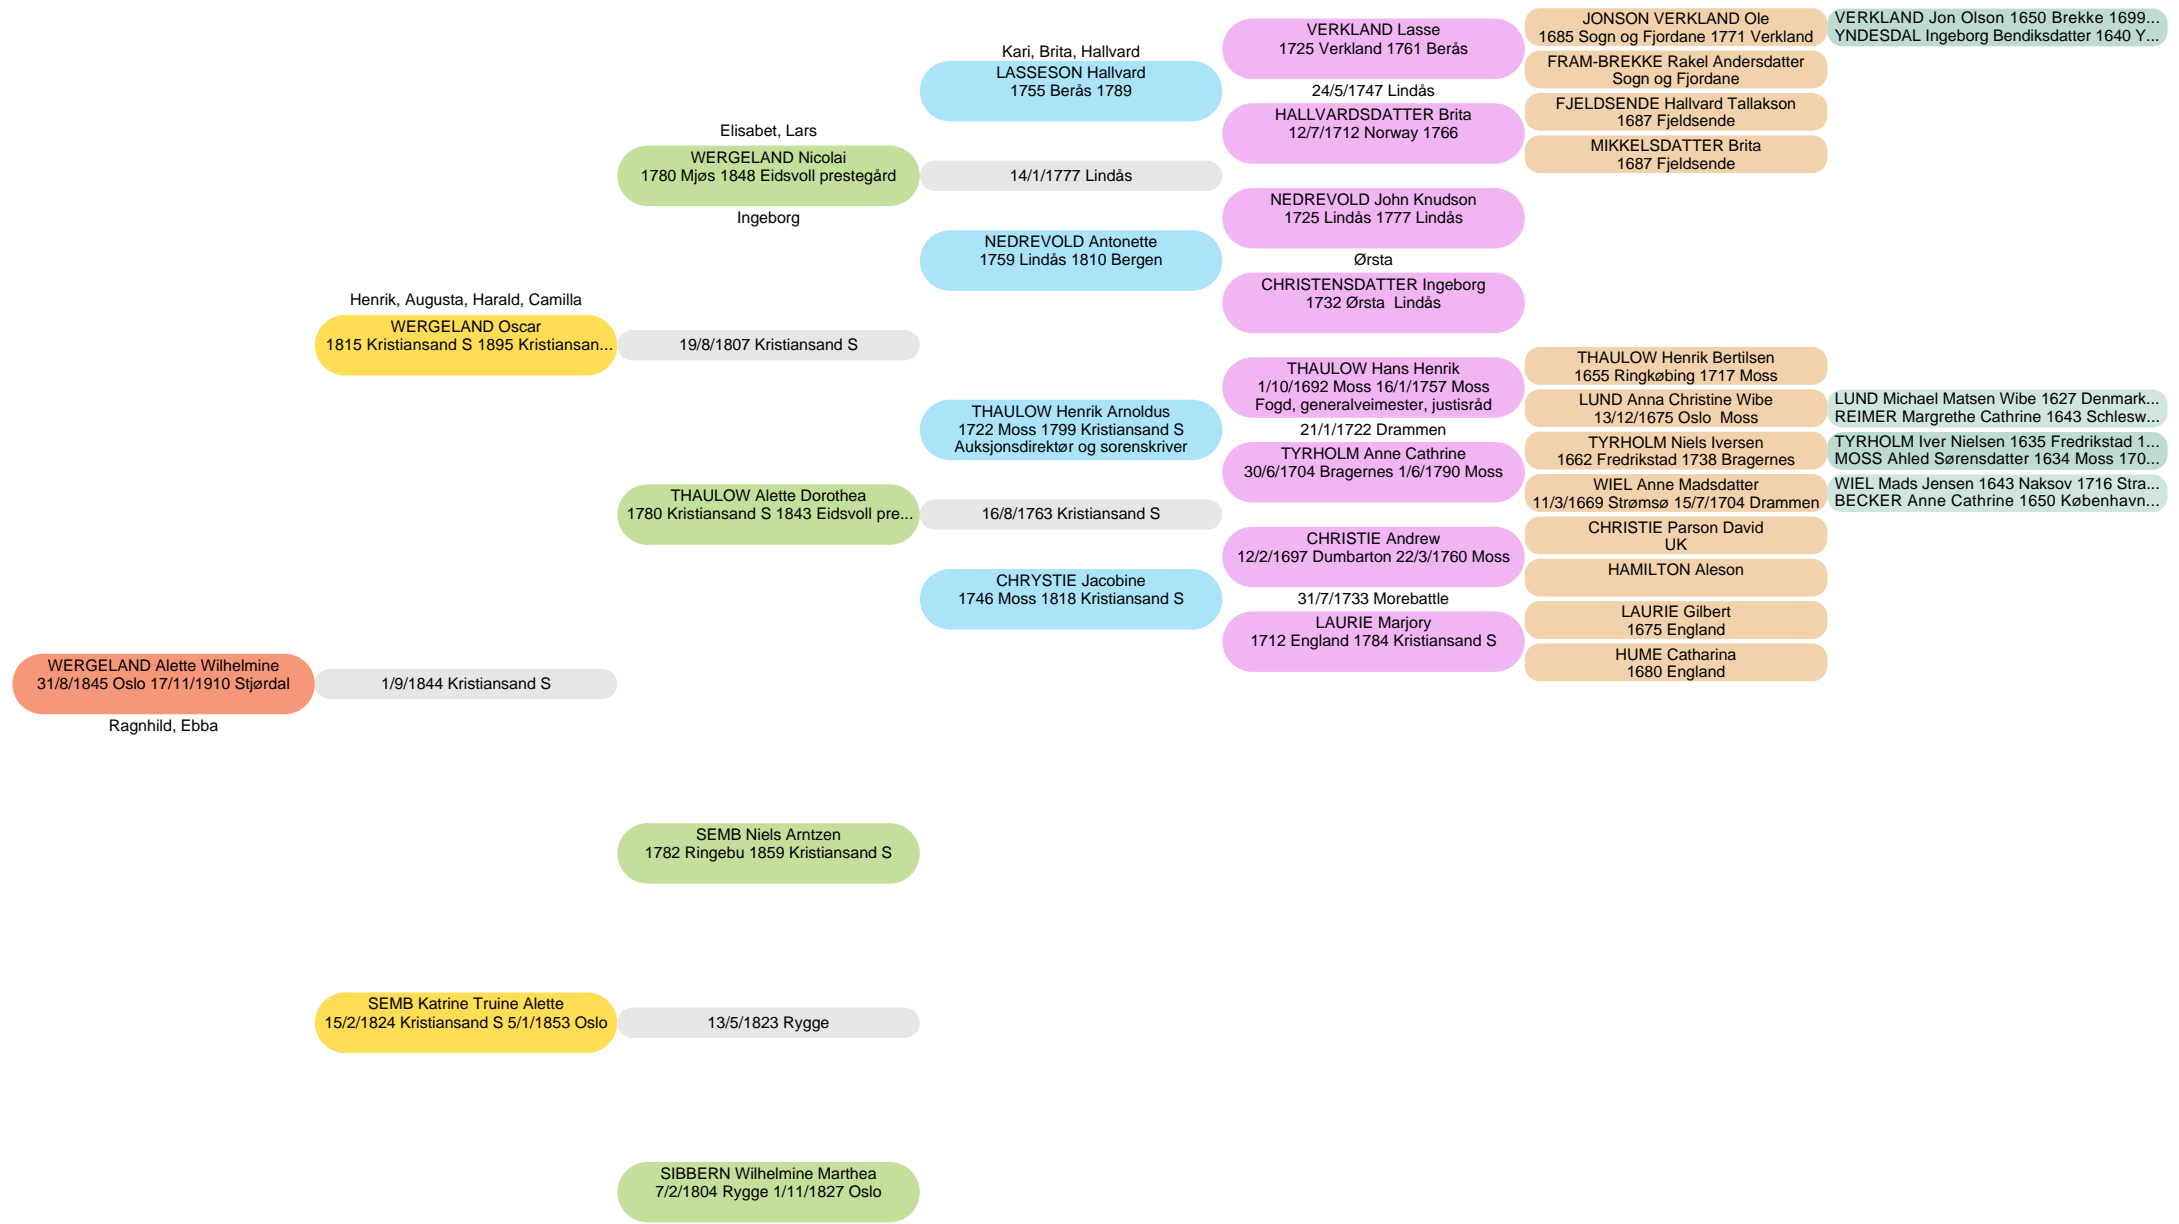 WERGELAND Alette Wilhelmine
31/8/1845 Oslo 17/11/1910 Stjørdal
Ragnhild, Ebba
Henrik, Augusta, Harald, Camilla
WERGELAND Oscar
1815 Kristiansand S 1895 Kristiansan...
1/9/1844 Kristiansand S
SEMB Katrine Truine Alette
15/2/1824 Kristiansand S 5/1/1853 Oslo
Elisabet, Lars
WERGELAND Nicolai
1780 Mjøs 1848 Eidsvoll prestegård
Ingeborg
19/8/1807 Kristiansand S
THAULOW Alette Dorothea
1780 Kristiansand S 1843 Eidsvoll pre...
SEMB Niels Arntzen
1782 Ringebu 1859 Kristiansand S
13/5/1823 Rygge
SIBBERN Wilhelmine Marthea
7/2/1804 Rygge 1/11/1827 Oslo
Kari, Brita, Hallvard
LASSESON Hallvard
1755 Berås 1789
14/1/1777 Lindås
NEDREVOLD Antonette
1759 Lindås 1810 Bergen
THAULOW Henrik Arnoldus
1722 Moss 1799 Kristiansand S
Auksjonsdirektør og sorenskriver
16/8/1763 Kristiansand S
CHRYSTIE Jacobine
1746 Moss 1818 Kristiansand S
VERKLAND Lasse
1725 Verkland 1761 Berås
24/5/1747 Lindås
HALLVARDSDATTER Brita
12/7/1712 Norway 1766
NEDREVOLD John Knudson
1725 Lindås 1777 Lindås
Ørsta
CHRISTENSDATTER Ingeborg
1732 Ørsta  Lindås
THAULOW Hans Henrik
1/10/1692 Moss 16/1/1757 Moss
Fogd, generalveimester, justisråd
21/1/1722 Drammen
TYRHOLM Anne Cathrine
30/6/1704 Bragernes 1/6/1790 Moss
CHRISTIE Andrew
12/2/1697 Dumbarton 22/3/1760 Moss
31/7/1733 Morebattle
LAURIE Marjory
1712 England 1784 Kristiansand S
JONSON VERKLAND Ole
1685 Sogn og Fjordane 1771 Verkland
FRAM-BREKKE Rakel Andersdatter
Sogn og Fjordane
FJELDSENDE Hallvard Tallakson
1687 Fjeldsende
MIKKELSDATTER Brita
1687 Fjeldsende
THAULOW Henrik Bertilsen
1655 Ringkøbing 1717 Moss
LUND Anna Christine Wibe
13/12/1675 Oslo  Moss
TYRHOLM Niels Iversen
1662 Fredrikstad 1738 Bragernes
WIEL Anne Madsdatter
11/3/1669 Strømsø 15/7/1704 Drammen
CHRISTIE Parson David
UK
HAMILTON Aleson
LAURIE Gilbert
1675 England
HUME Catharina
1680 England
VERKLAND Jon Olson 1650 Brekke 1699...
YNDESDAL Ingeborg Bendiksdatter 1640 Y...
LUND Michael Matsen Wibe 1627 Denmark...
REIMER Margrethe Cathrine 1643 Schlesw...
TYRHOLM Iver Nielsen 1635 Fredrikstad 1...
MOSS Ahled Sørensdatter 1634 Moss 170...
WIEL Mads Jensen 1643 Naksov 1716 Stra...
BECKER Anne Cathrine 1650 København...